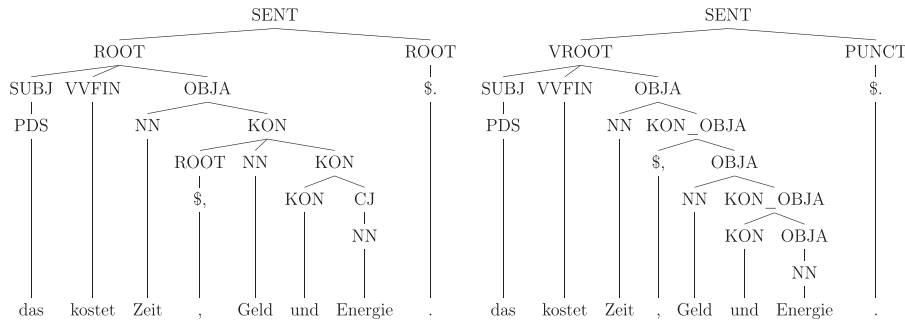 SENT SENT
ROOT ROOT VROOT PUNCT
SUBJ VVFIN OBJA $. SUBJ VVFIN OBJA $.
PDS NN KON PDS NN KON_OBJA
ROOT NN KON $, OBJA
$, KON CJ NN KON_OBJA
NN KON OBJA
NN
das kostet Zeit , Geld und Energie . das kostet Zeit , Geld und Energie .